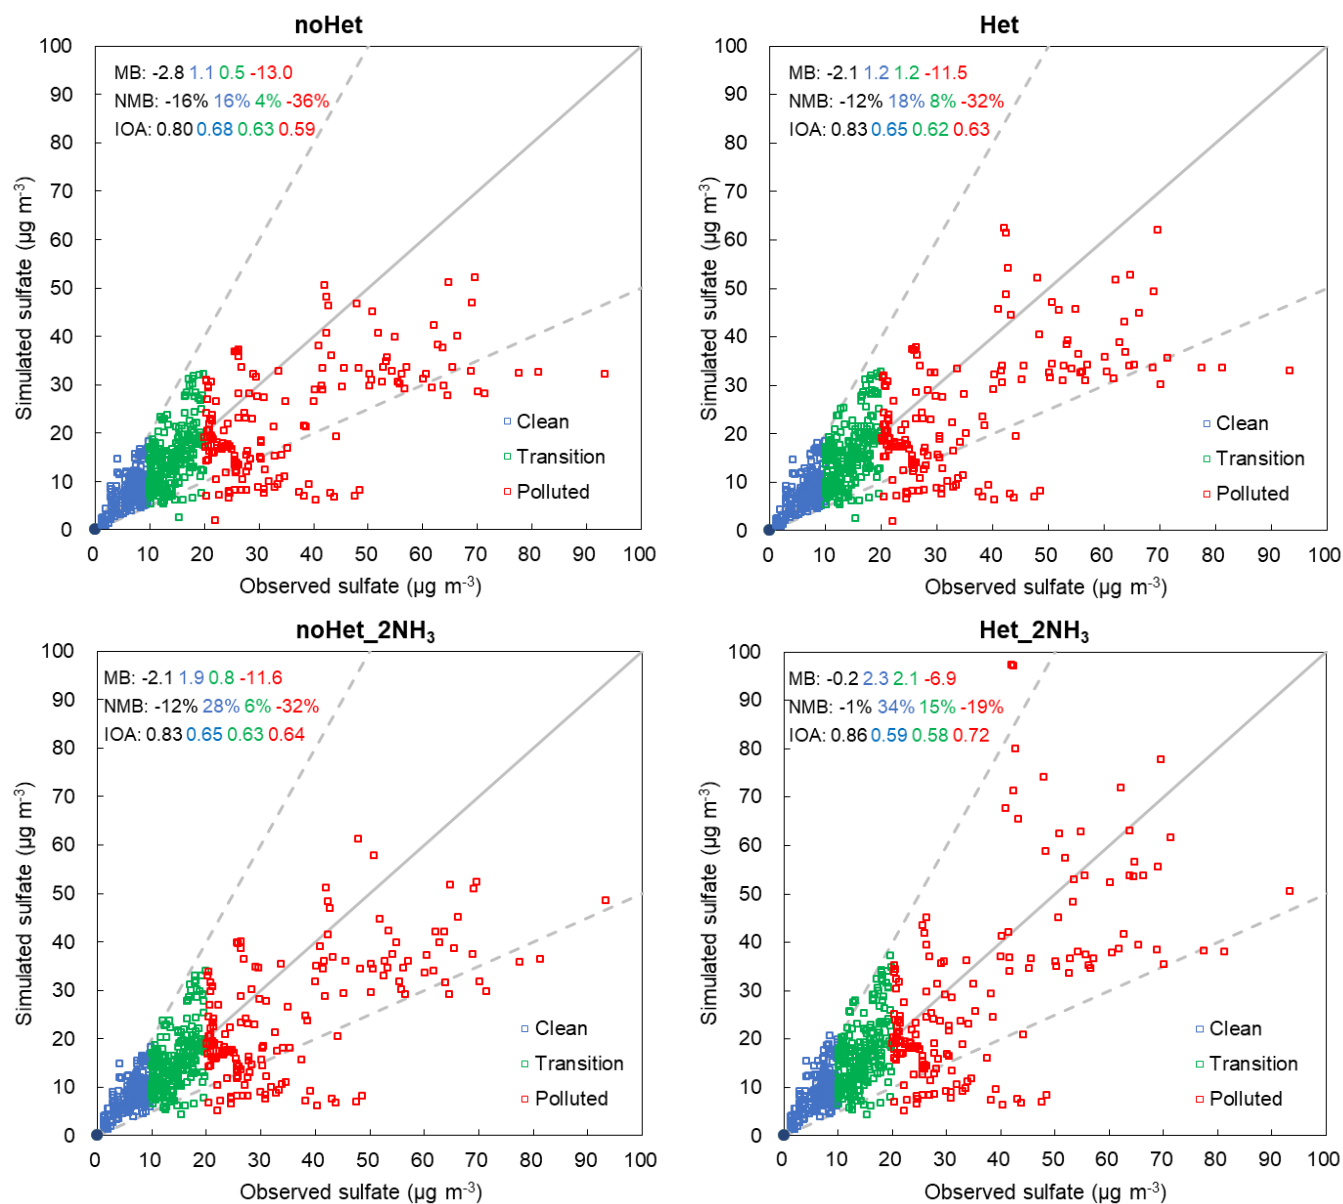 noHet
MB: -2.8 1.1 0.5 -13.0
NMB: -16% 16% 4% -36%
IOA: 0.80 0.68 0.63 0.59
Simulated sulfate (µg m-3)
100
90
80
70
60
50
40
30
20
10
0
Clean
Transition
Polluted
0 10 20 30 40 50 60 70 80 90 100
Observed sulfate (µg m-3)
Het
MB: -2.1 1.2 1.2 -11.5
NMB: -12% 18% 8% -32%
IOA: 0.83 0.65 0.62 0.63
Simulated sulfate (µg m-3)
100
90
80
70
60
50
40
30
20
10
0
Clean
Transition
Polluted
0 10 20 30 40 50 60 70 80 90 100
Observed sulfate (µg m-3)
noHet_2NH3
MB: -2.1 1.9 0.8 -11.6
NMB: -12% 28% 6% -32%
IOA: 0.83 0.65 0.63 0.64
Simulated sulfate (µg m-3)
100
90
80
70
60
50
40
30
20
10
0
Clean
Transition
Polluted
0 10 20 30 40 50 60 70 80 90 100
Observed sulfate (µg m-3)
Het_2NH3
MB: -0.2 2.3 2.1 -6.9
NMB: -1% 34% 15% -19%
IOA: 0.86 0.59 0.58 0.72
Simulated sulfate (µg m-3)
100
90
80
70
60
50
40
30
20
10
0
Clean
Transition
Polluted
0 10 20 30 40 50 60 70 80 90 100
Observed sulfate (µg m-3)